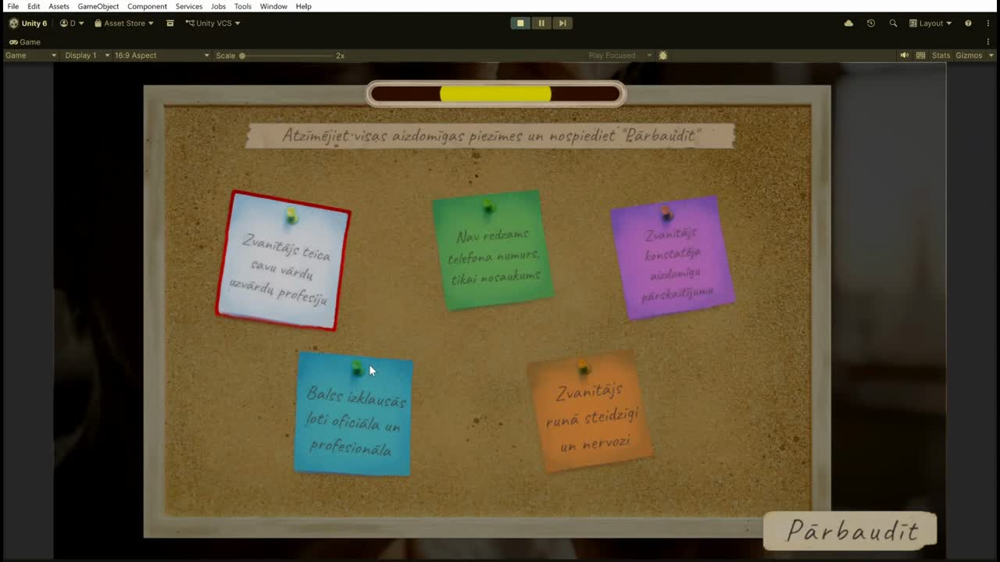 File Edit Assets GameObject Component Services Jobs Tools Window Help
Unity 6 D Asset Store Unity VCS Layout
Game
Game Display 1 16:9 Aspect Scale 2x Play Focused Stats Gizmos
Atzīmējiet visas aizdomīgas piezīmes un nospiediet "Pārbaudīt"
Zvanītājs teica
savu vārdu
uzvārdu profesiju
Nav redzams
telefona numurs,
tikai nosaukums
Zvanītājs
konstatēja
aizdomīgu
pārskaitījumu
Balss izklausās
ļoti oficiāla un
profesionāla
Zvanītājs
runā steidzīgi
un nervozi
Pārbaudīt